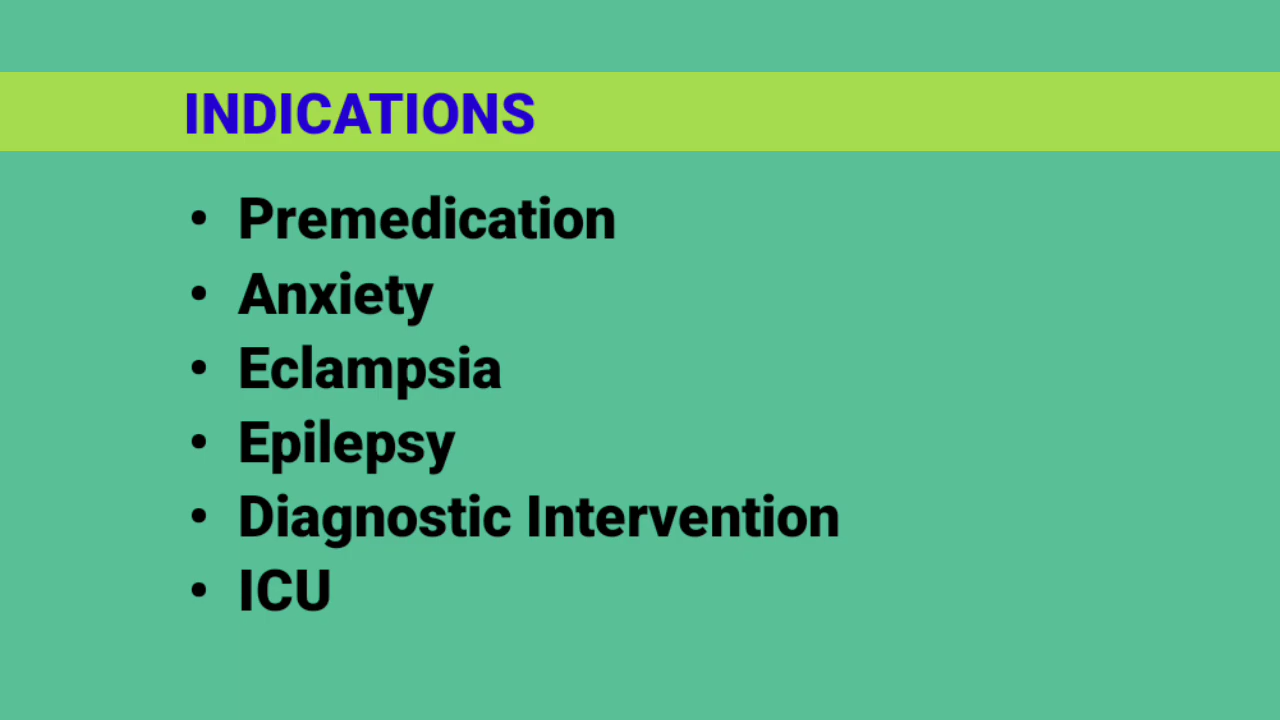 INDICATIONS
• Premedication
• Anxiety
• Eclampsia
• Epilepsy
• Diagnostic Intervention
• ICU